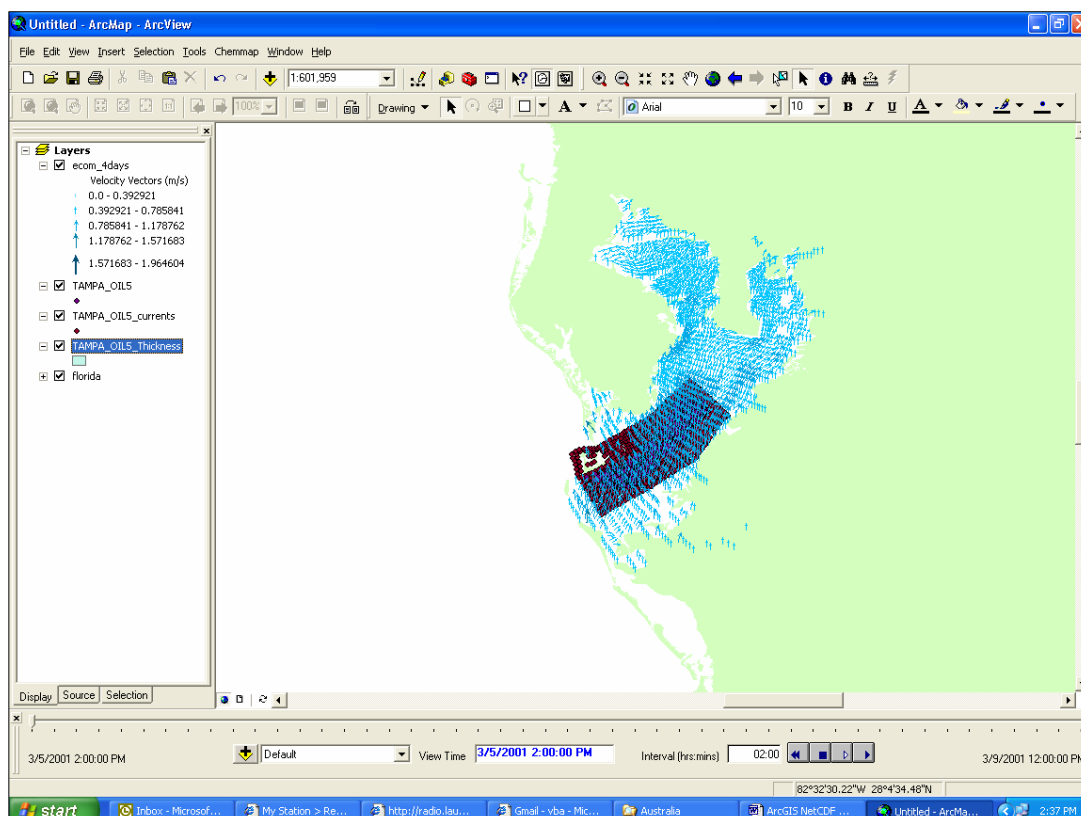 Untitled - ArcMap - ArcView
File Edit View Insert Selection Tools Chemmap Window Help
1:601,959
100%
Drawing
A
Arial
10
B I U A
Layers
ecom_4days
Velocity Vectors (m/s)
0.0 - 0.392921
0.392921 - 0.785841
0.785841 - 1.178762
1.178762 - 1.571683
1.571683 - 1.964604
TAMPA_OIL5
TAMPA_OIL5_currents
TAMPA_OIL5_Thickness
florida
Display Source Selection
3/5/2001 2:00:00 PM
Default
View Time
3/5/2001 2:00:00 PM
Interval (hrs:mins)
02:00
3/9/2001 12:00:00 PM
82°32'30.22"W 28°4'34.48"N
start
Inbox - Microsof...
My Station > Re...
http://radio.lau...
Gmail - vba - Mic...
Australia
ArcGIS NetCDF ...
Untitled - ArcMa...
2:37 PM